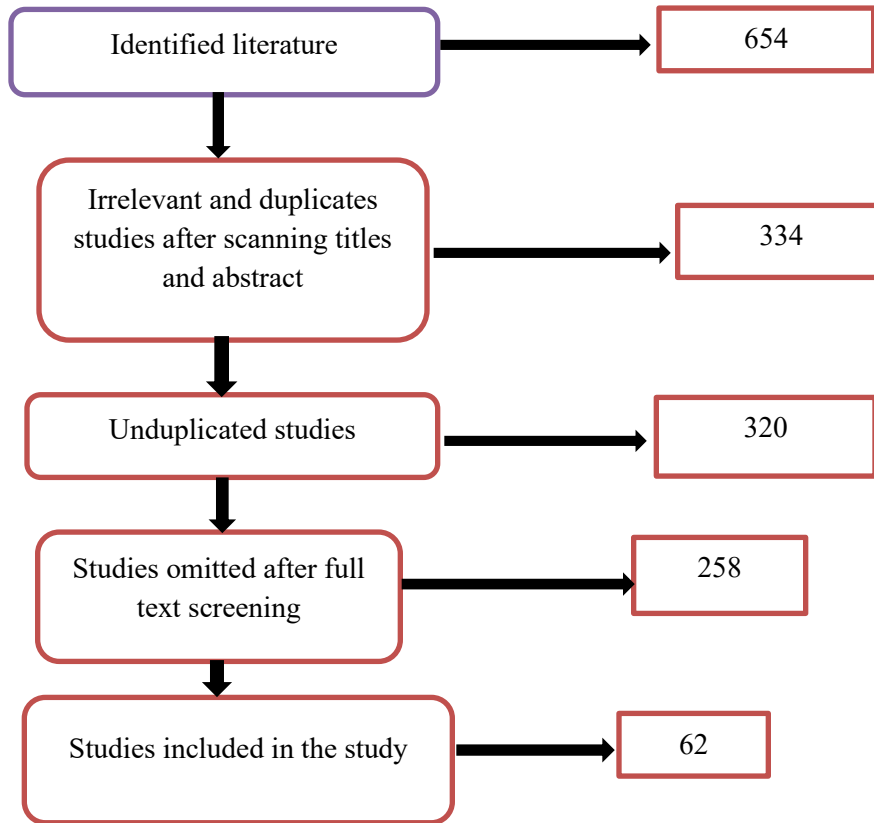 Identified literature
654
Irrelevant and duplicates
studies after scanning titles
and abstract
334
Unduplicated studies
320
Studies omitted after full
text screening
258
Studies included in the study
62